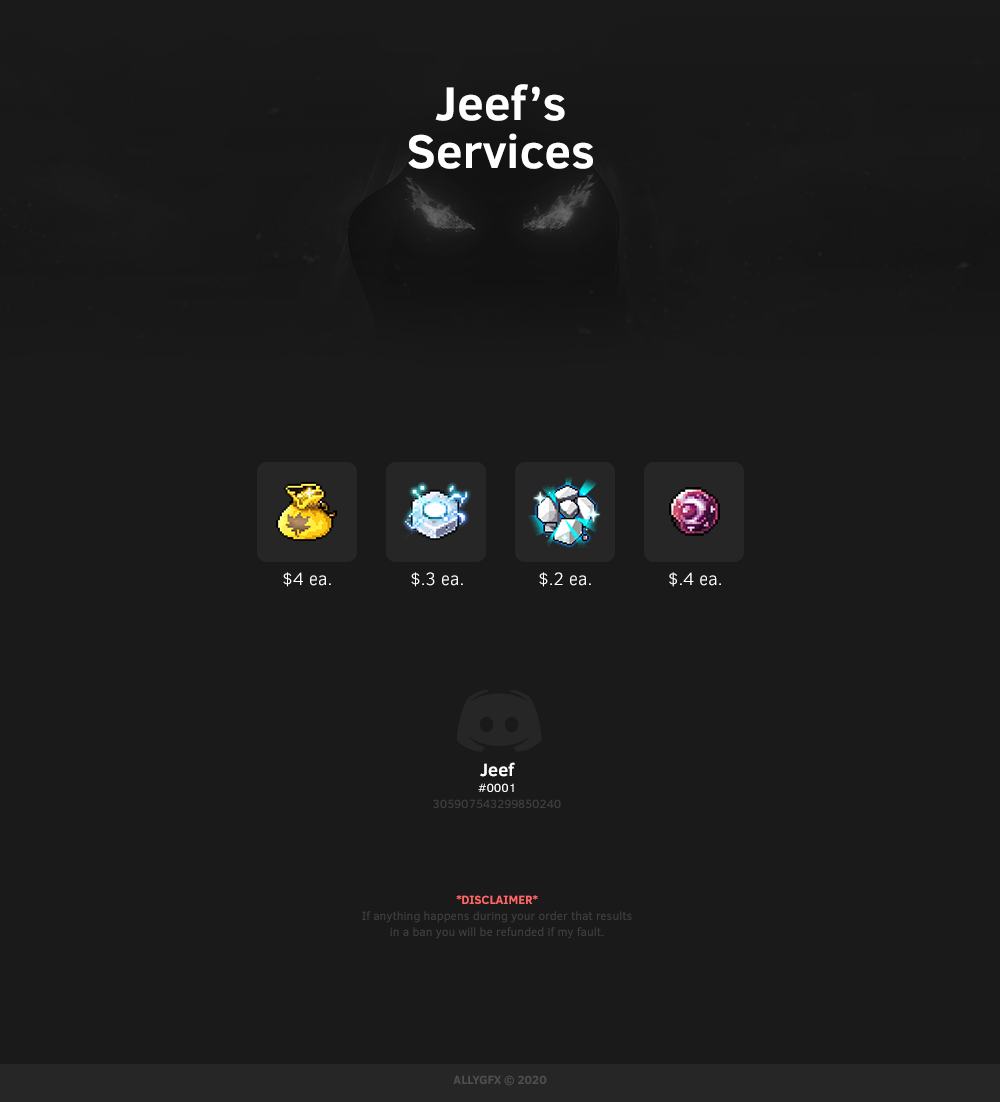 Jeef’s
Services
$4 ea.
$.3 ea.
$.2 ea.
$.4 ea.
Jeef
#0001
305907543299850240
*DISCLAIMER*
If anything happens during your order that results
in a ban you will be refunded if my fault.
ALLYGFX © 2020